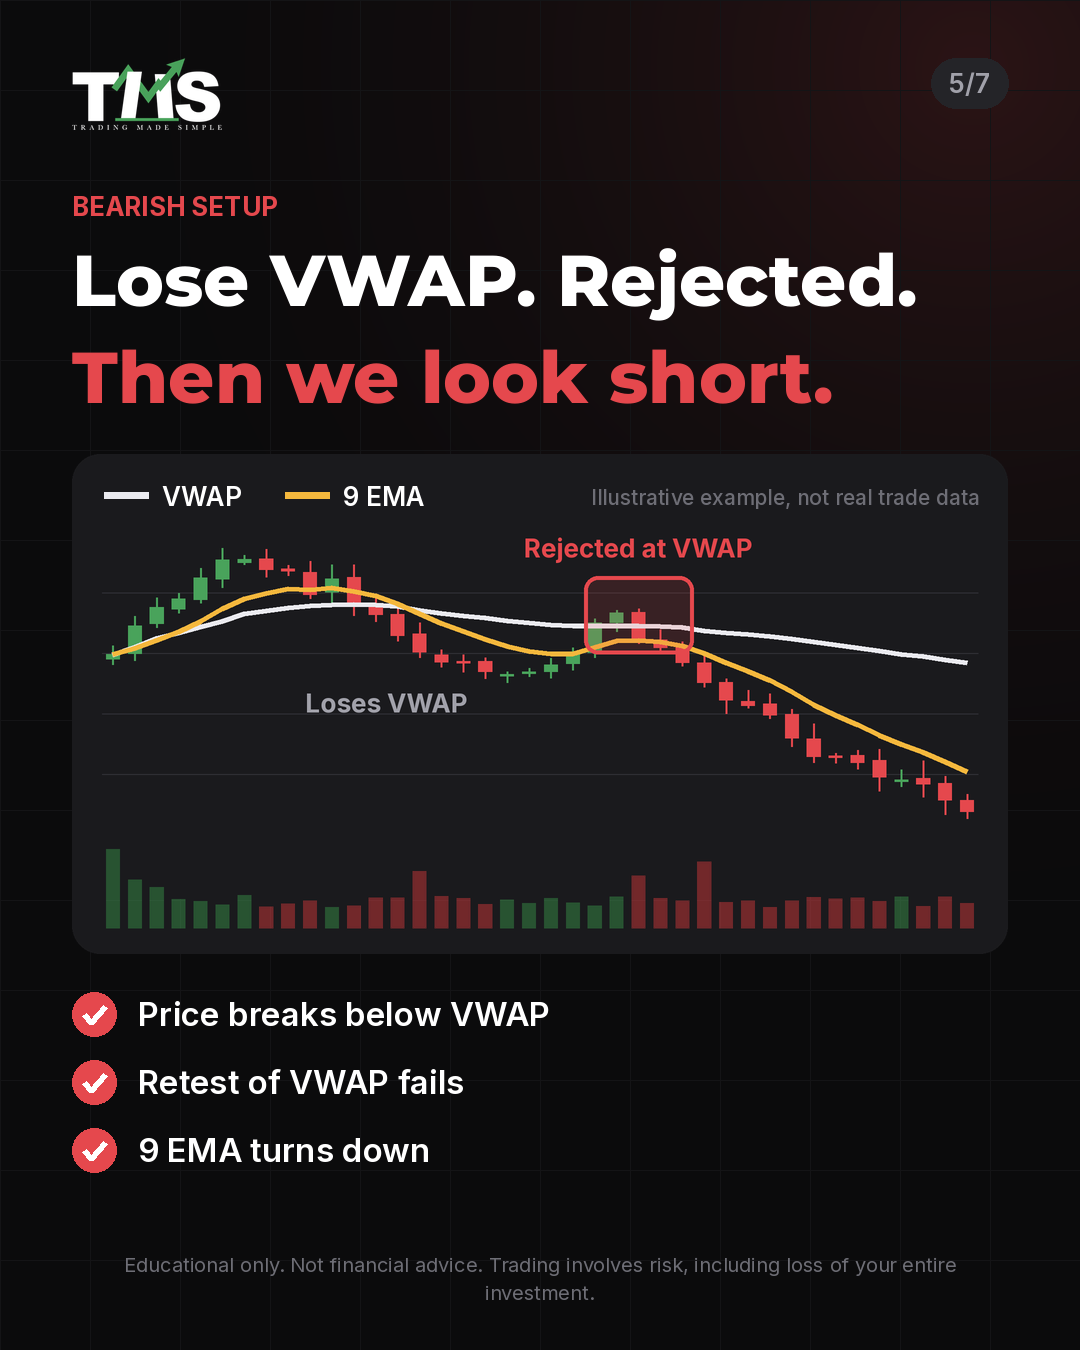 TMS
TRADING MADE SIMPLE
5/7
BEARISH SETUP
Lose VWAP. Rejected.
Then we look short.
VWAP
9 EMA
Illustrative example, not real trade data
Rejected at VWAP
Loses VWAP
Price breaks below VWAP
Retest of VWAP fails
9 EMA turns down
Educational only. Not financial advice. Trading involves risk, including loss of your entire
investment.